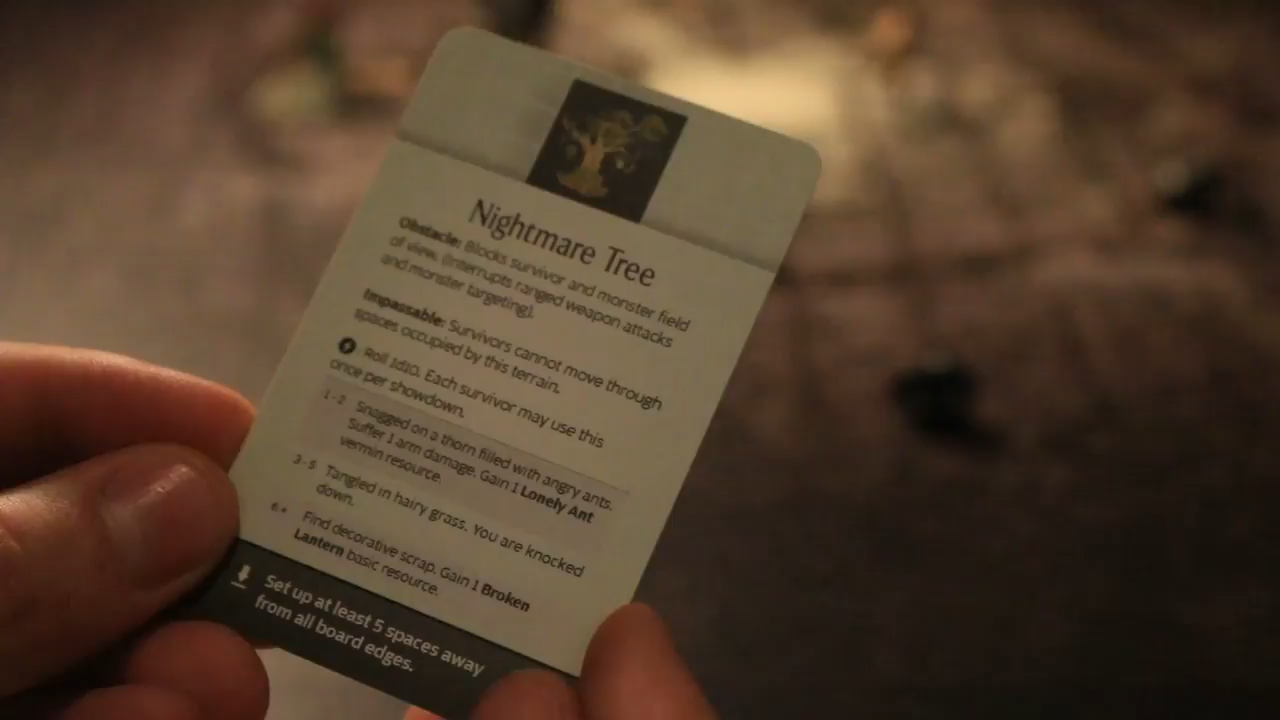 Nightmare Tree
Obstacle: Blocks survivor and monster field
of view. (Interrupts ranged weapon attacks
and monster targeting).
Impassable: Survivors cannot move through
spaces occupied by this terrain.
Roll 1d10. Each survivor may use this
once per showdown.
1-2 Snagged on a thorn filled with angry ants.
Suffer 1 arm damage. Gain 1 Lonely Ant
vermin resource.
3-5 Tangled in hairy grass. You are knocked
down.
6+ Find decorative scrap. Gain 1 Broken
Lantern basic resource.
Set up at least 5 spaces away
from all board edges.